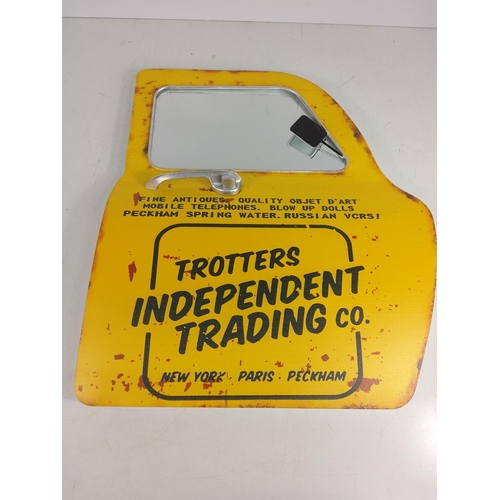 FINE ANTIQUES, QUALITY OBJET D'ART
MOBILE TELEPHONES. BLOW UP DOLLS
PECKHAM SPRING WATER. RUSSIAN VCRS!
TROTTERS
INDEPENDENT
TRADING CO.
NEW YORK PARIS PECKHAM